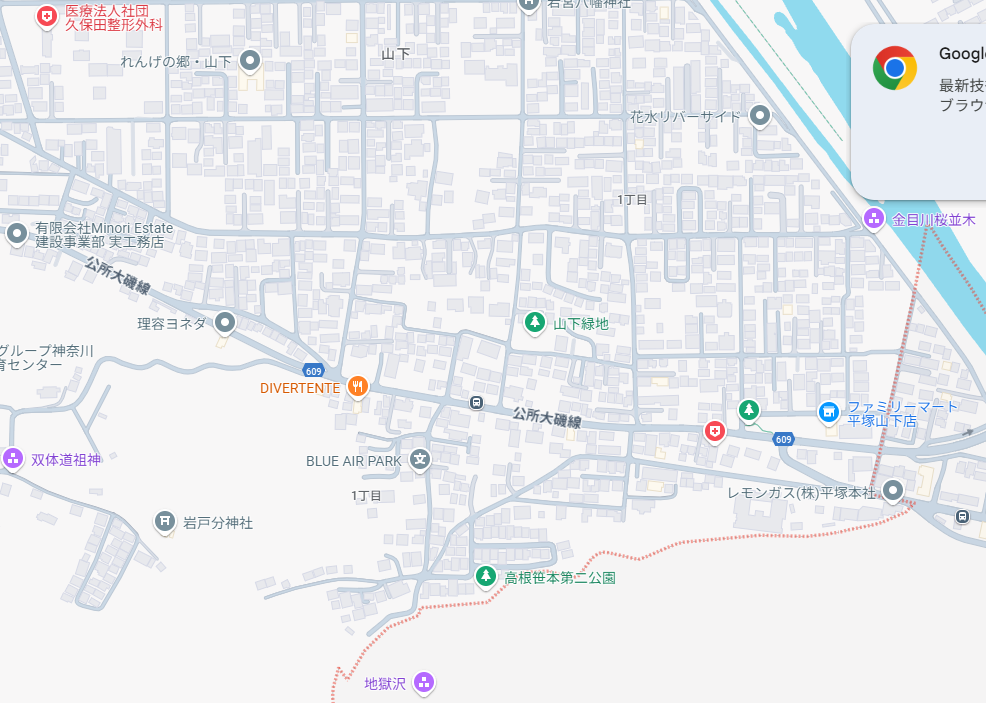 医療法人社団
久保田整形外科
若宮八幡神社
れんげの郷・山下
山下
Google
最新技
ブラウ
花水リバーサイド
1丁目
金目川桜並木
有限会社Minori Estate
建設事業部 実工務店
公所大磯線
理容ヨネダ
山下緑地
グループ神奈川
育センター
609
DIVERTENTE
公所大磯線
ファミリーマート
平塚山下店
609
双体道祖神
BLUE AIR PARK
1丁目
レモンガス(株)平塚本社
岩戸分神社
高根笹本第二公園
地獄沢